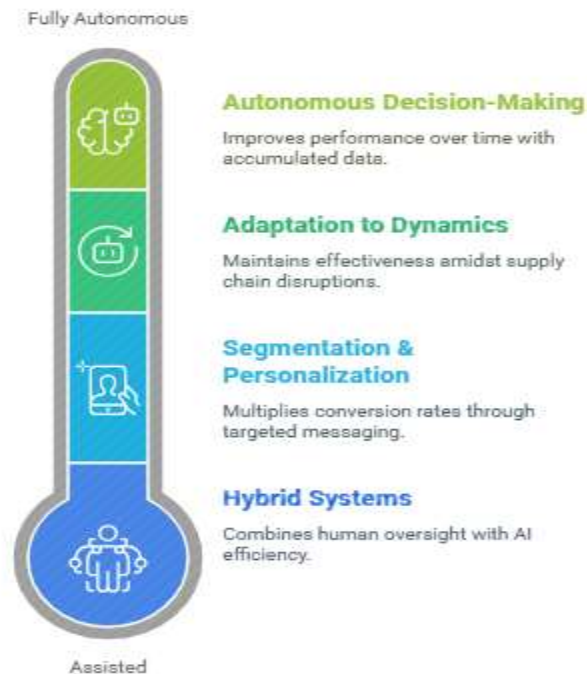 Fully Autonomous
Autonomous Decision-Making
Improves performance over time with
accumulated data.
Adaptation to Dynamics
Maintains effectiveness amidst supply
chain disruptions.
Segmentation &
Personalization
Multiplies conversion rates through
targeted messaging.
Hybrid Systems
Combines human oversight with AI
efficiency.
Assisted